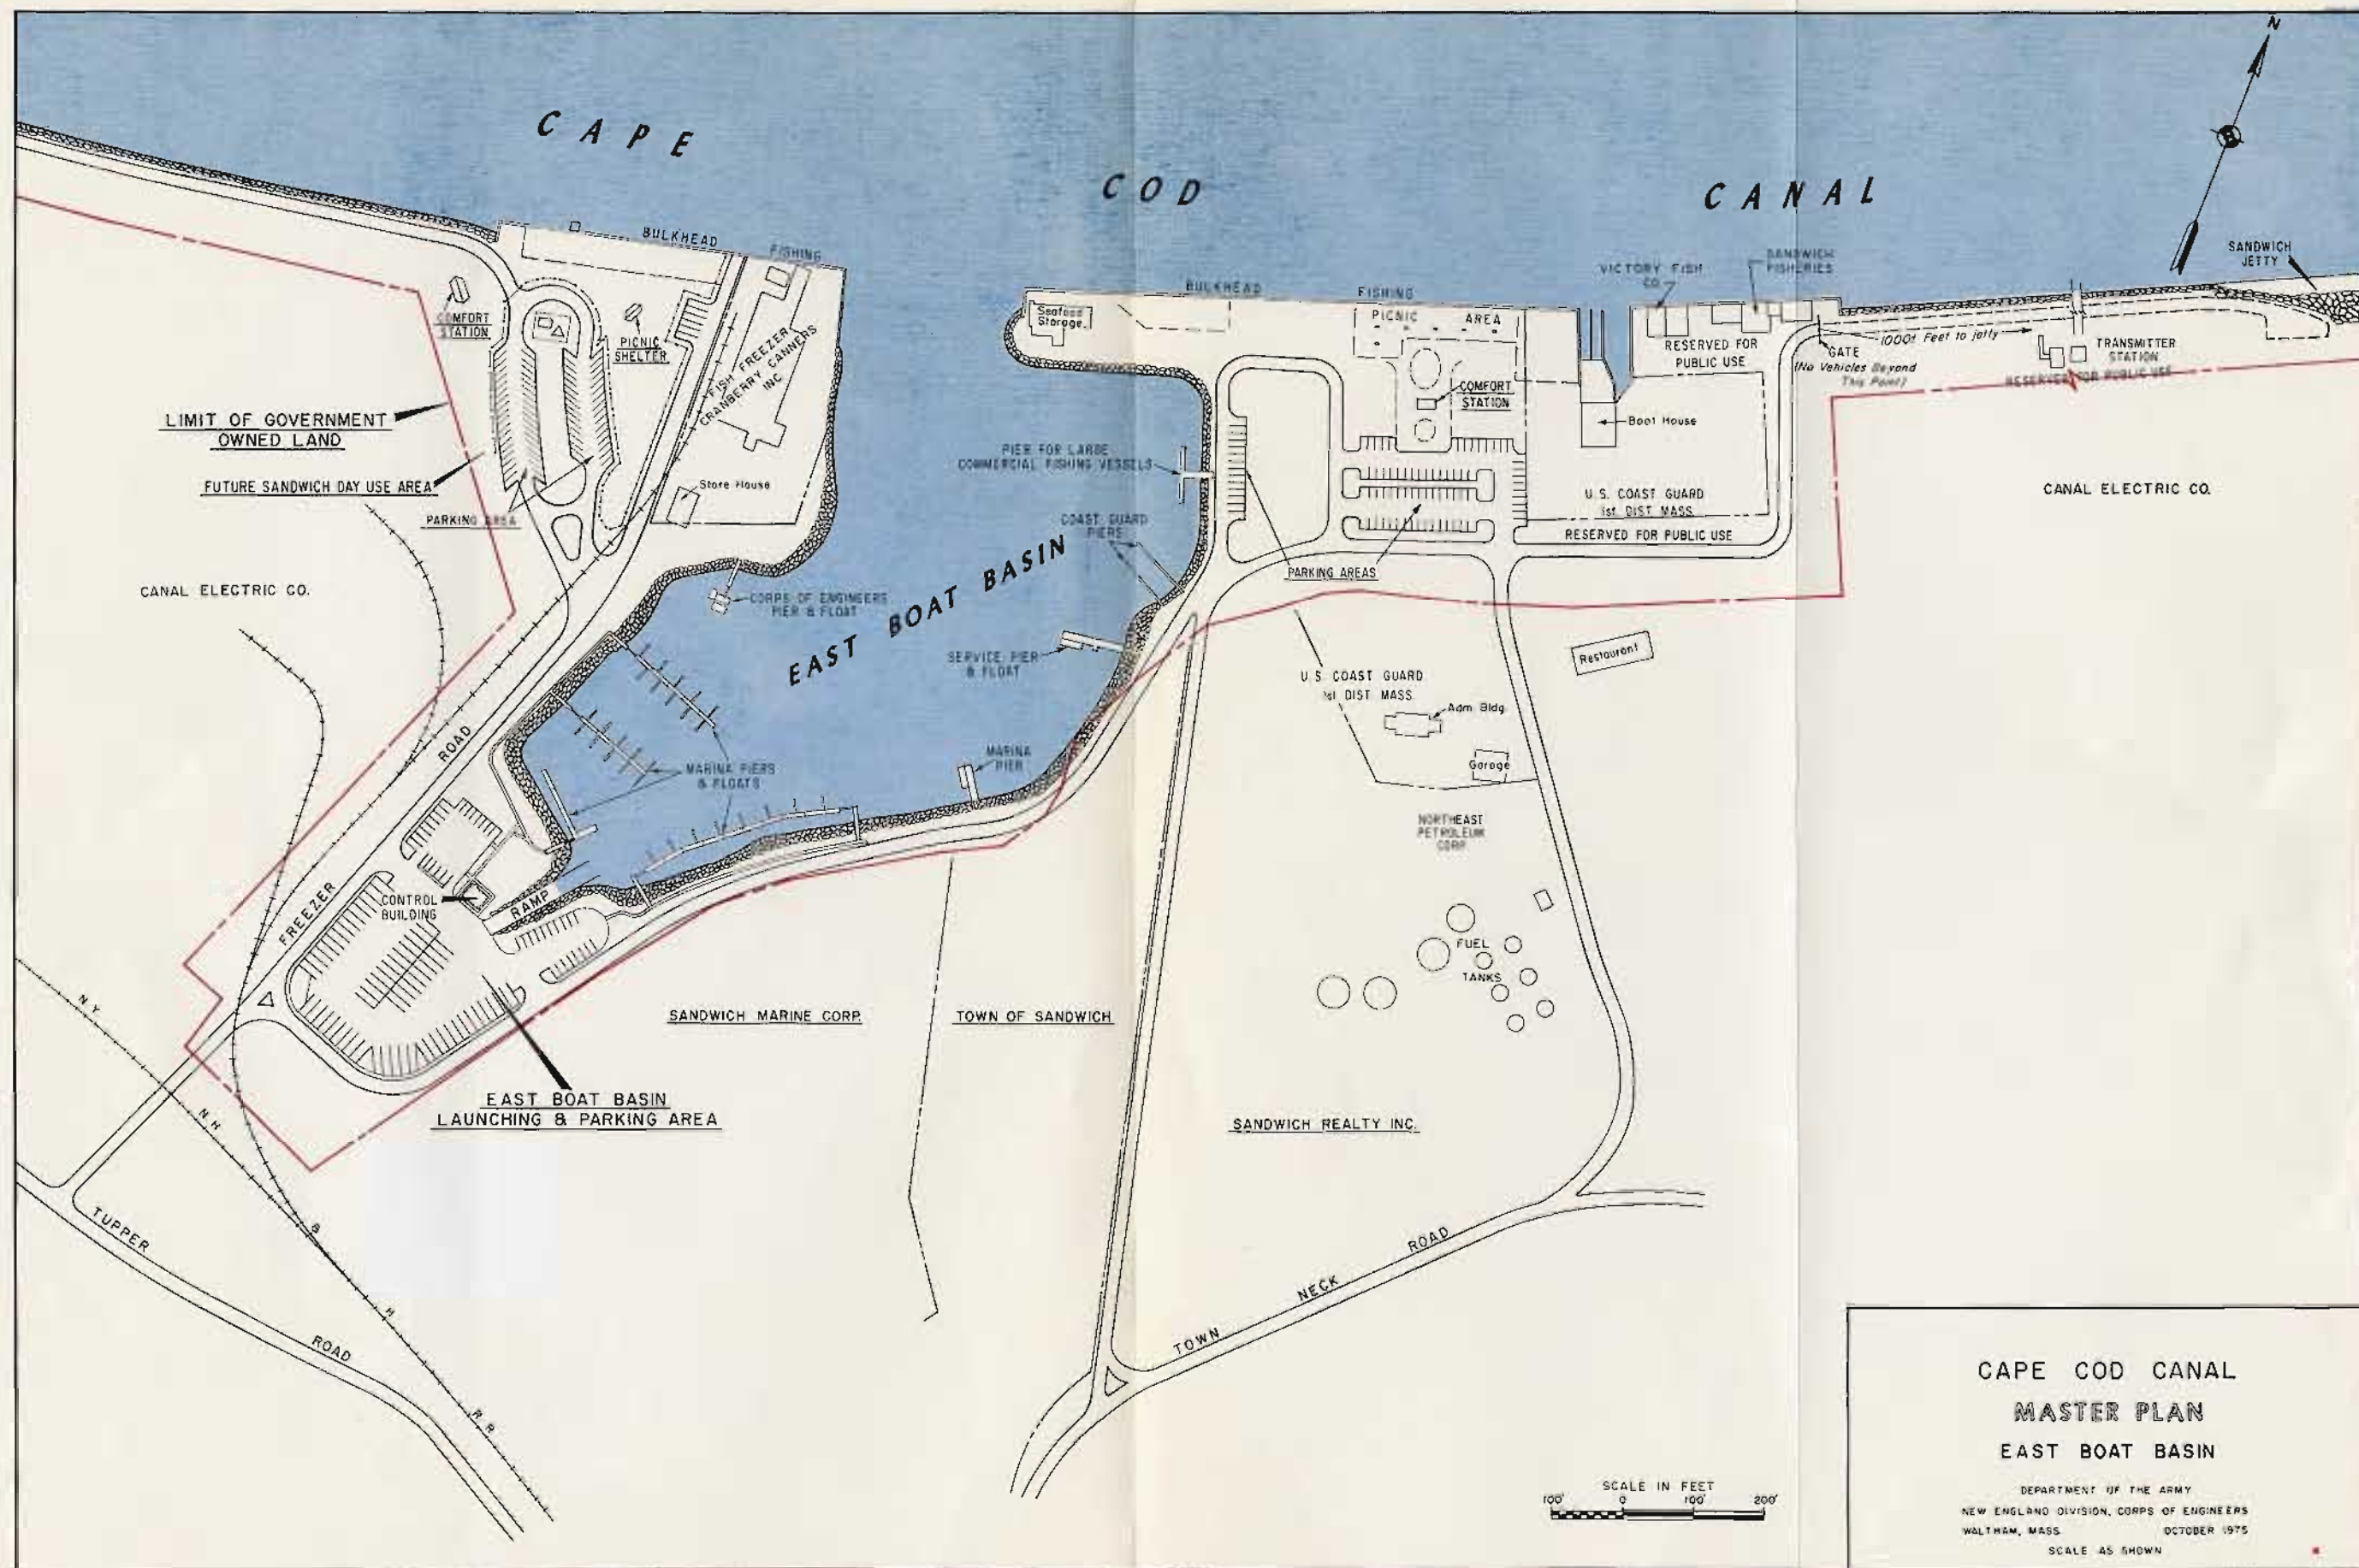 N
CAPE
COD
CANAL
SANDWICH
JETTY
BULKHEAD
FISHING
VICTORY FISH
CO.
SANDWICH
FISHERIES
BULKHEAD
FISHING
Seafood
Storage
PICNIC AREA
RESERVED FOR
PUBLIC USE
GATE
(No Vehicles Beyond
This Point)
1000± Feet to jetty
TRANSMITTER
STATION
RESERVED FOR PUBLIC USE
COMFORT
STATION
PICNIC
SHELTER
FISH FREEZER
CRANBERRY CANNERS
INC
COMFORT
STATION
Boat House
LIMIT OF GOVERNMENT
OWNED LAND
FUTURE SANDWICH DAY USE AREA
PARKING AREA
Store House
PIER FOR LARGE
COMMERCIAL FISHING VESSELS
COAST GUARD
PIERS
U.S. COAST GUARD
1st. DIST MASS.
RESERVED FOR PUBLIC USE
CANAL ELECTRIC CO.
PARKING AREAS
CANAL ELECTRIC CO.
CORPS OF ENGINEERS
PIER & FLOAT
EAST BOAT BASIN
SERVICE PIER
& FLOAT
U.S. COAST GUARD
1st DIST MASS.
Restaurant
Adm Bldg.
Garage
MARINA PIERS
& FLOATS
MARINA
PIER
NORTHEAST
PETROLEUM
CORP.
FREEZER ROAD
CONTROL
BUILDING
RAMP
FUEL
TANKS
SANDWICH MARINE CORP.
TOWN OF SANDWICH
EAST BOAT BASIN
LAUNCHING & PARKING AREA
SANDWICH REALTY INC.
N.Y. N.H. & H. R.R.
TUPPER ROAD
TOWN NECK ROAD
SCALE IN FEET
100' 0 100' 200'
CAPE COD CANAL
MASTER PLAN
EAST BOAT BASIN
DEPARTMENT OF THE ARMY
NEW ENGLAND DIVISION, CORPS OF ENGINEERS
WALTHAM, MASS. OCTOBER 1975
SCALE AS SHOWN